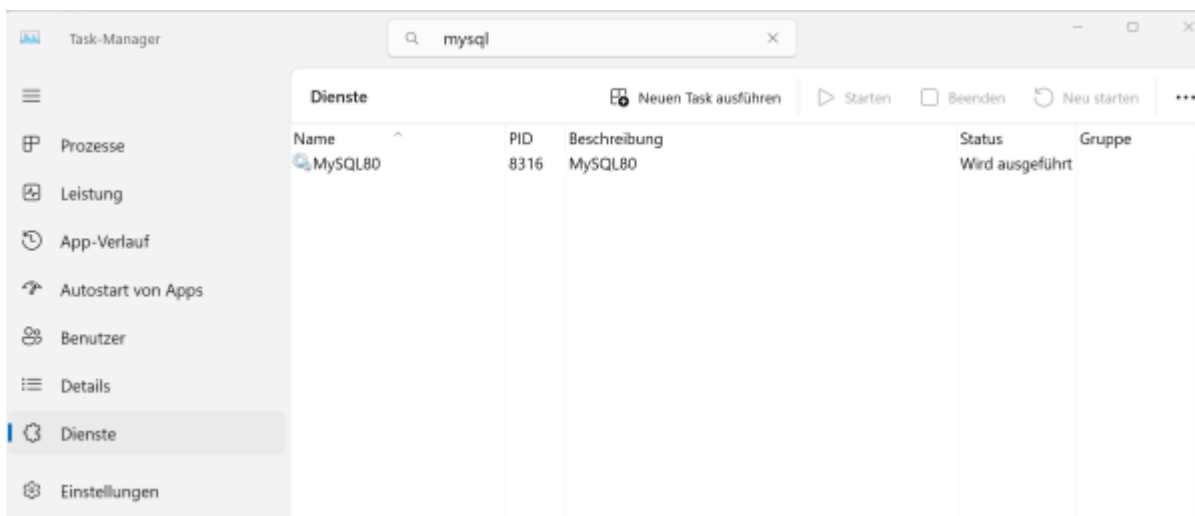 Task-Manager
mysql
Dienste Neuen Task ausführen Starten Beenden Neu starten
Name PID Beschreibung Status Gruppe
MySQL80 8316 MySQL80 Wird ausgeführt
Prozesse
Leistung
App-Verlauf
Autostart von Apps
Benutzer
Details
Dienste
Einstellungen